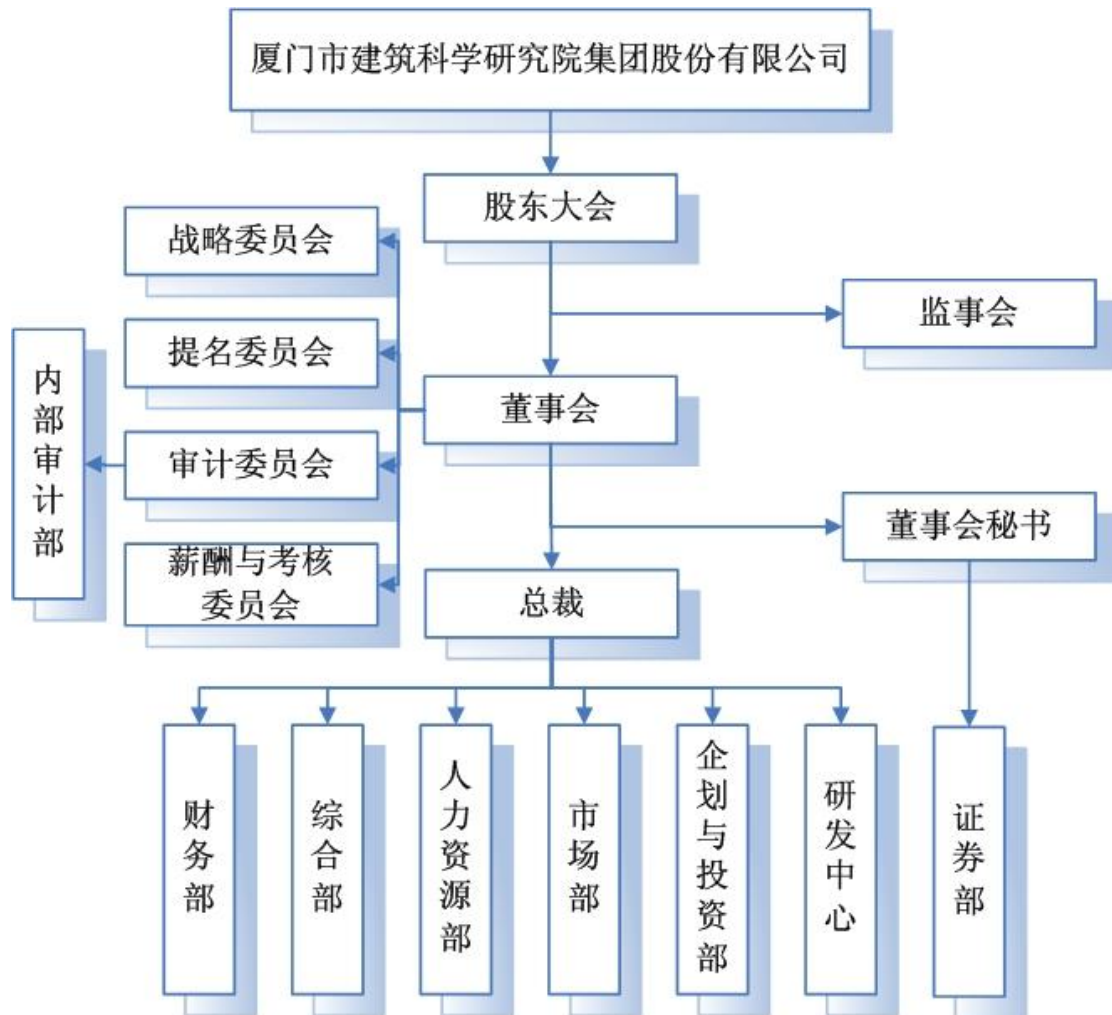 厦门市建筑科学研究院集团股份有限公司
股东大会
战略委员会
监事会
提名委员会
内部审计部
董事会
审计委员会
董事会秘书
薪酬与考核
委员会
总裁
财务部
综合部
人力资源部
市场部
企划与投资部
研发中心
证券部